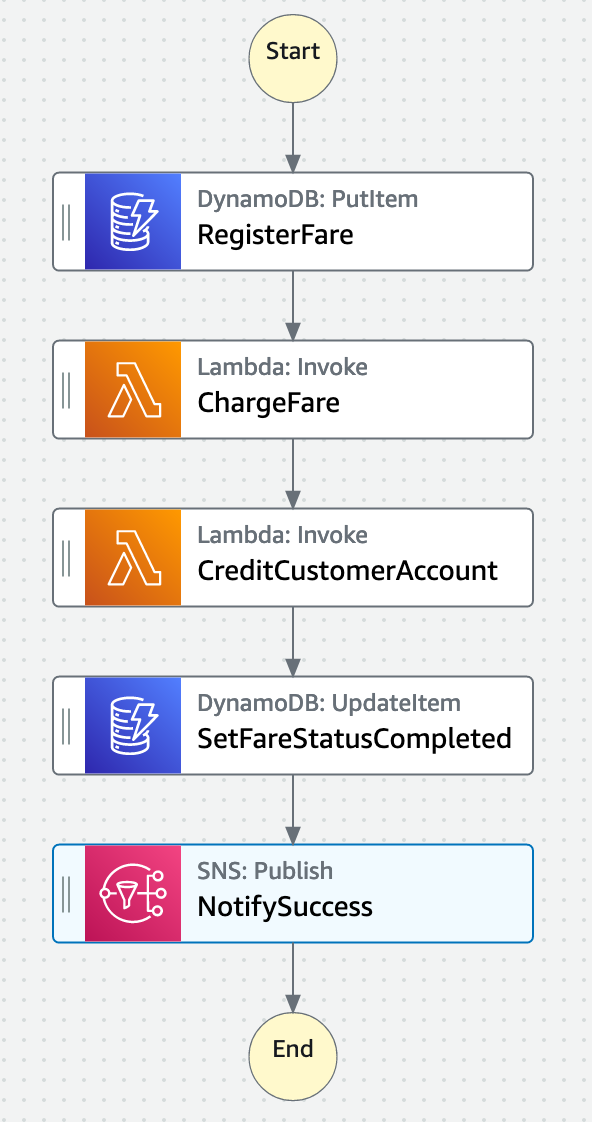 Start
DynamoDB: PutItem
RegisterFare
Lambda: Invoke
ChargeFare
Lambda: Invoke
CreditCustomerAccount
DynamoDB: UpdateItem
SetFareStatusCompleted
SNS: Publish
NotifySuccess
End